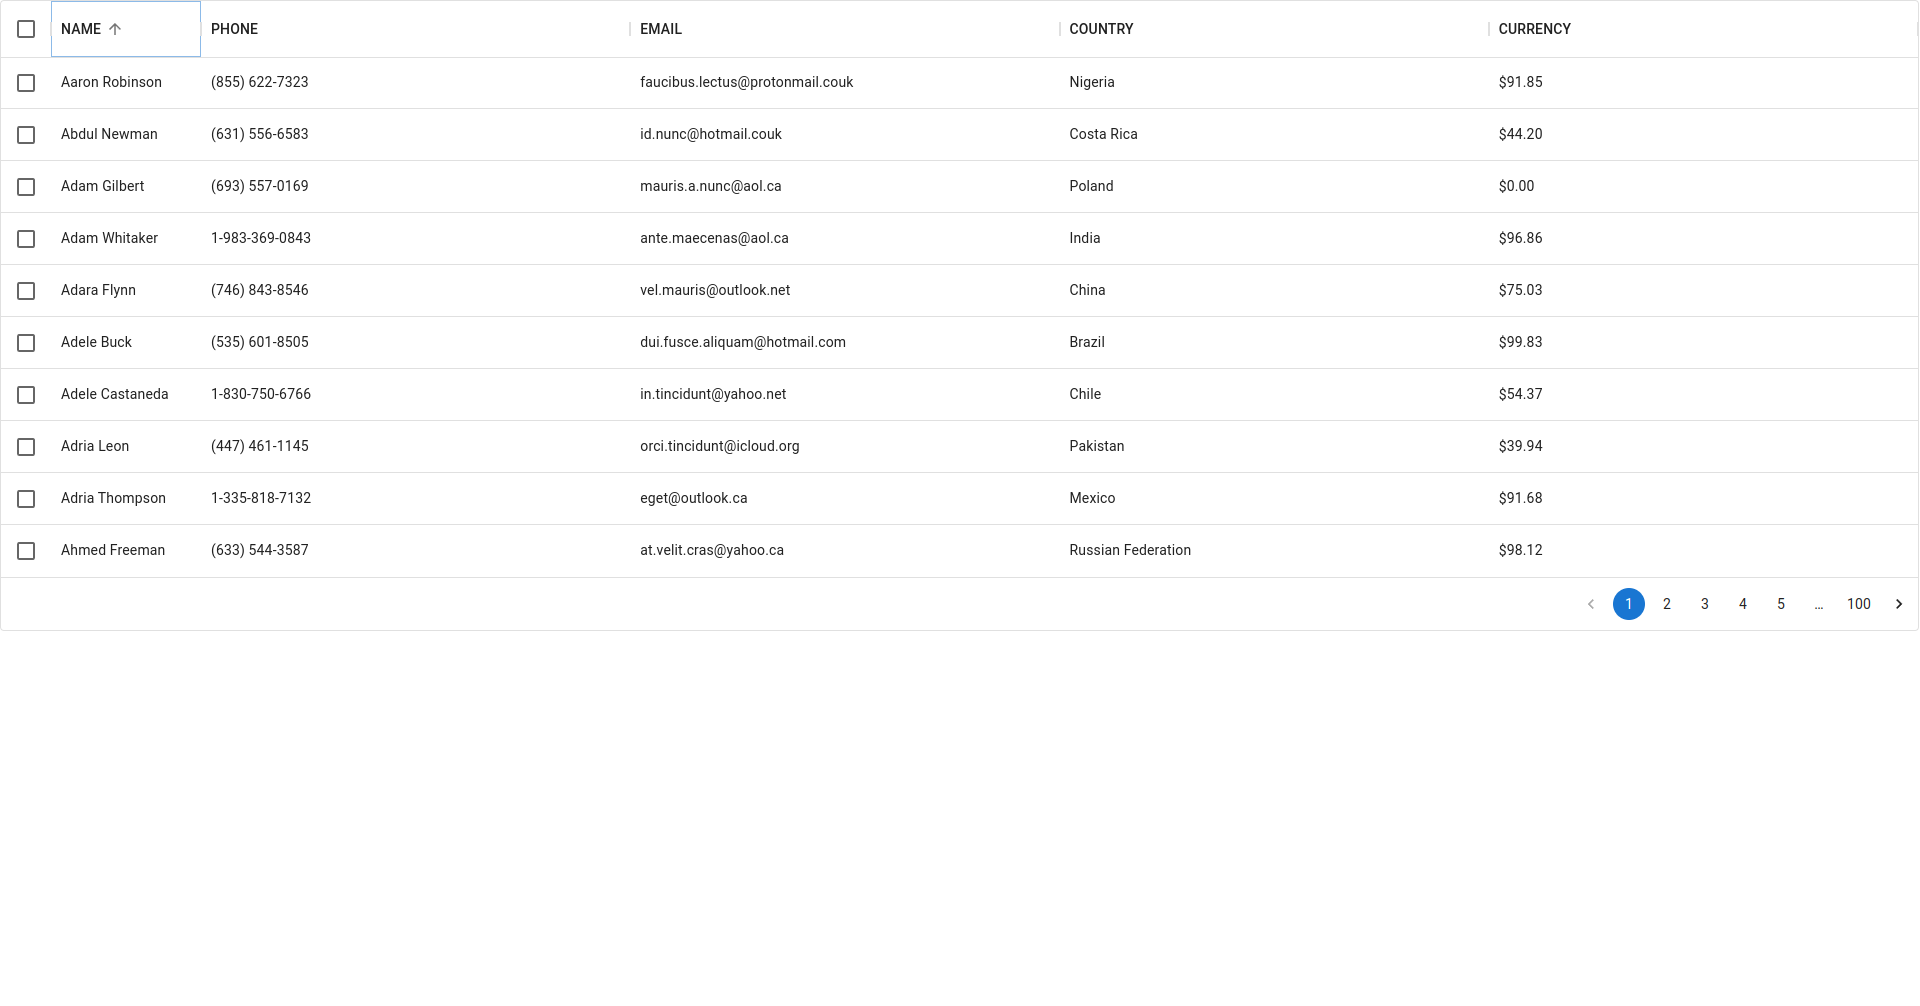 NAME PHONE EMAIL COUNTRY CURRENCY
Aaron Robinson (855) 622-7323 faucibus.lectus@protonmail.couk Nigeria $91.85
Abdul Newman (631) 556-6583 id.nunc@hotmail.couk Costa Rica $44.20
Adam Gilbert (693) 557-0169 mauris.a.nunc@aol.ca Poland $0.00
Adam Whitaker 1-983-369-0843 ante.maecenas@aol.ca India $96.86
Adara Flynn (746) 843-8546 vel.mauris@outlook.net China $75.03
Adele Buck (535) 601-8505 dui.fusce.aliquam@hotmail.com Brazil $99.83
Adele Castaneda 1-830-750-6766 in.tincidunt@yahoo.net Chile $54.37
Adria Leon (447) 461-1145 orci.tincidunt@icloud.org Pakistan $39.94
Adria Thompson 1-335-818-7132 eget@outlook.ca Mexico $91.68
Ahmed Freeman (633) 544-3587 at.velit.cras@yahoo.ca Russian Federation $98.12
1 2 3 4 5 … 100